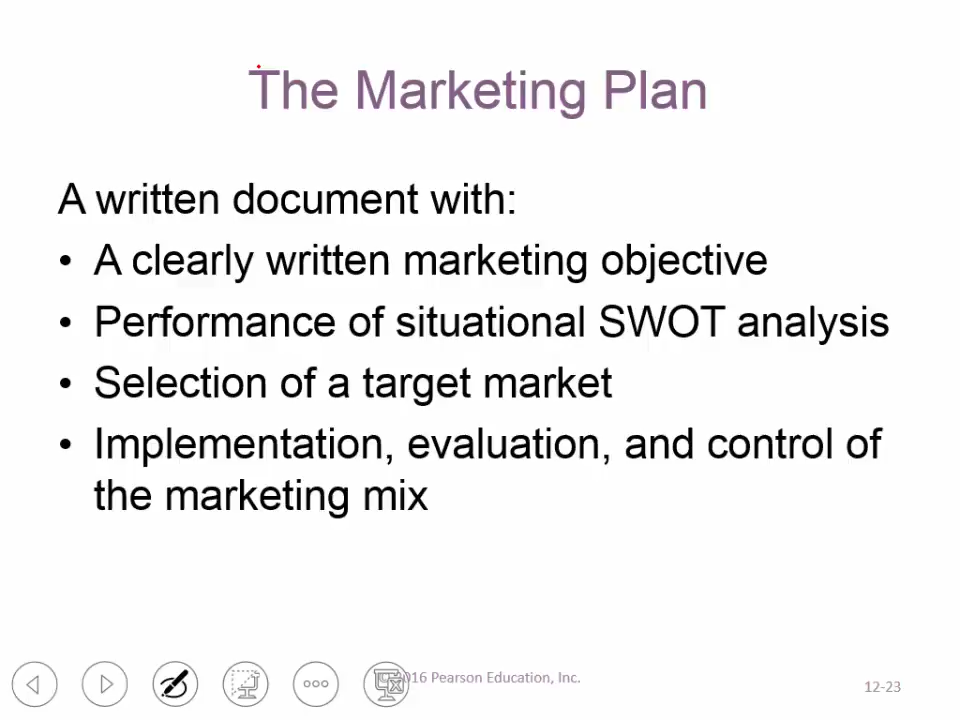 The Marketing Plan
A written document with:
• A clearly written marketing objective
• Performance of situational SWOT analysis
• Selection of a target market
• Implementation, evaluation, and control of
the marketing mix
2016 Pearson Education, Inc.
12-23